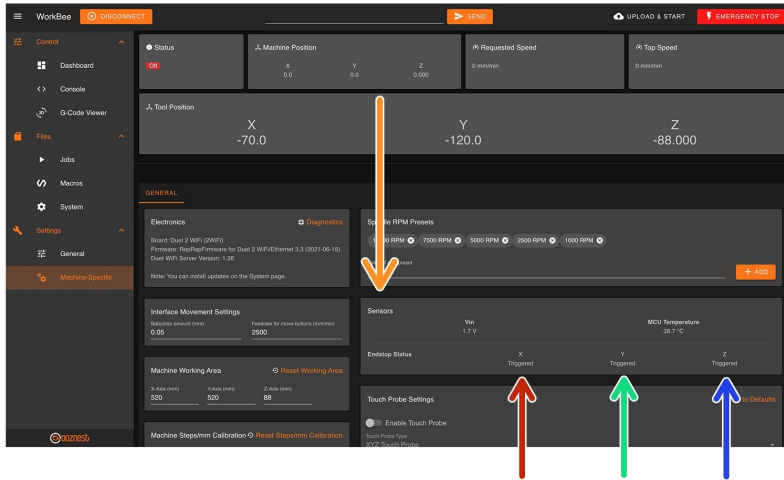 WorkBee
DISCONNECT
SEND
UPLOAD & START
EMERGENCY STOP
Control
Dashboard
Console
G-Code Viewer
Files
Jobs
Macros
System
Settings
General
Machine-Specific
ooznest
Status
Off
Machine Position
X Y Z
0.0 0.0 0.000
Requested Speed
0 mm/min
Top Speed
0 mm/min
Tool Position
X Y Z
-70.0 -120.0 -88.000
GENERAL
Electronics
Diagnostics
Board: Duet 2 WiFi (2WiFi)
Firmware: RepRapFirmware for Duet 2 WiFi/Ethernet 3.3 (2021-06-15)
Duet WiFi Server Version: 1.26
Note: You can install updates on the System page.
Interface Movement Settings
Babystep amount (mm) Feedrate for move buttons (mm/min)
0.05 2500
Machine Working Area
Reset Working Area
X-Axis (mm) Y-Axis (mm) Z-Axis (mm)
520 520 88
Machine Steps/mm Calibration
Reset Steps/mm Calibration
RPM Presets
RPM 7500 RPM 5000 RPM 2500 RPM 1000 RPM
preset
ADD
Sensors
Vin MCU Temperature
1.7 V 38.7 °C
Endstop Status
X Y Z
Triggered Triggered Triggered
Touch Probe Settings
to Defaults
Enable Touch Probe
Touch Probe Type
XYZ Touch Probe